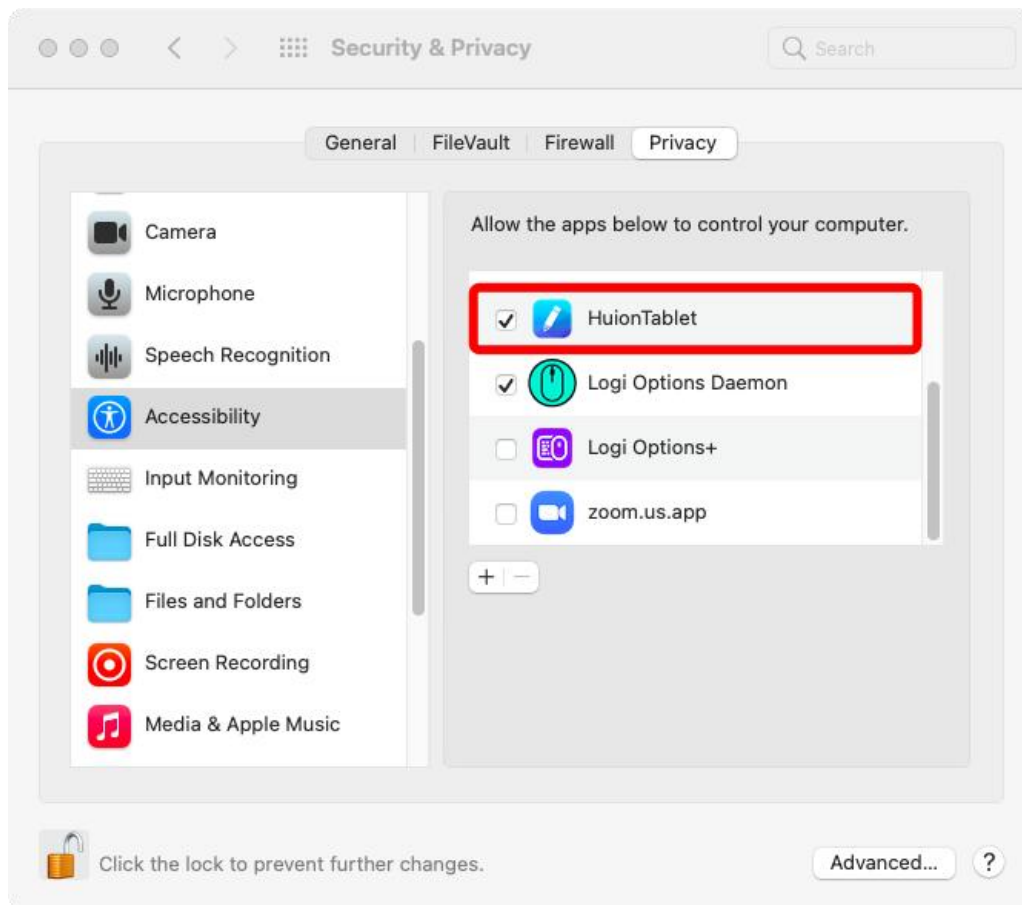 Security & Privacy
Search
General
FileVault
Firewall
Privacy
Camera
Microphone
Speech Recognition
Accessibility
Input Monitoring
Full Disk Access
Files and Folders
Screen Recording
Media & Apple Music
Allow the apps below to control your computer.
HuionTablet
Logi Options Daemon
Logi Options+
zoom.us.app
Click the lock to prevent further changes.
Advanced...
?